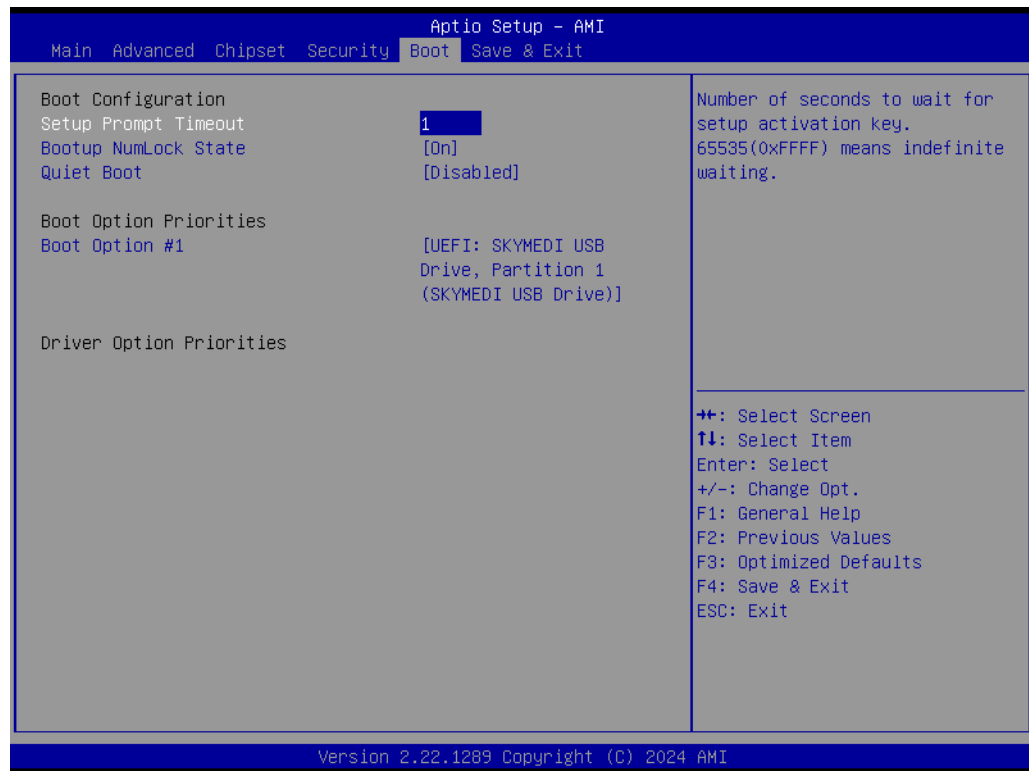 Aptio Setup – AMI
Main Advanced Chipset Security Boot Save & Exit
Boot Configuration
Setup Prompt Timeout 1
Bootup NumLock State [On]
Quiet Boot [Disabled]
Boot Option Priorities
Boot Option #1 [UEFI: SKYMEDI USB
Drive, Partition 1
(SKYMEDI USB Drive)]
Driver Option Priorities
Number of seconds to wait for
setup activation key.
65535(0xFFFF) means indefinite
waiting.
→←: Select Screen
↑↓: Select Item
Enter: Select
+/-: Change Opt.
F1: General Help
F2: Previous Values
F3: Optimized Defaults
F4: Save & Exit
ESC: Exit
Version 2.22.1289 Copyright (C) 2024 AMI